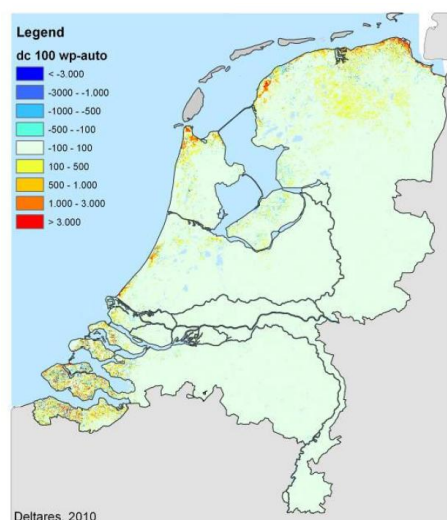 Legend
dc 100 wp-auto
< -3.000
-3000 - -1.000
-1000 - -500
-500 - -100
-100 - 100
100 - 500
500 - 1.000
1.000 - 3.000
> 3.000
Deltares, 2010